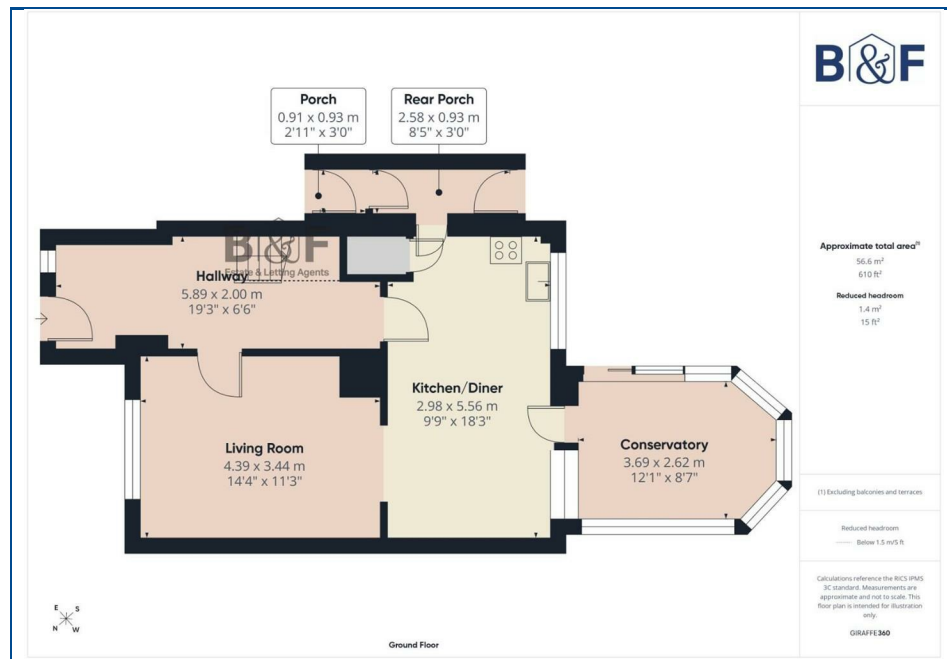 Porch
0.91 x 0.93 m
2'11" x 3'0"
Rear Porch
2.58 x 0.93 m
8'5" x 3'0"
B&F
Estate & Letting Agents
Hallway
5.89 x 2.00 m
19'3" x 6'6"
Kitchen/Diner
2.98 x 5.56 m
9'9" x 18'3"
Living Room
4.39 x 3.44 m
14'4" x 11'3"
Conservatory
3.69 x 2.62 m
12'1" x 8'7"
E S
N W
Ground Floor
B&F
Approximate total area(1)
56.6 m²
610 ft²
Reduced headroom
1.4 m²
15 ft²
(1) Excluding balconies and terraces
Reduced headroom
Below 1.5 m/5 ft
Calculations reference the RICS IPMS
3C standard. Measurements are
approximate and not to scale. This
floor plan is intended for illustration
only.
GIRAFFE360